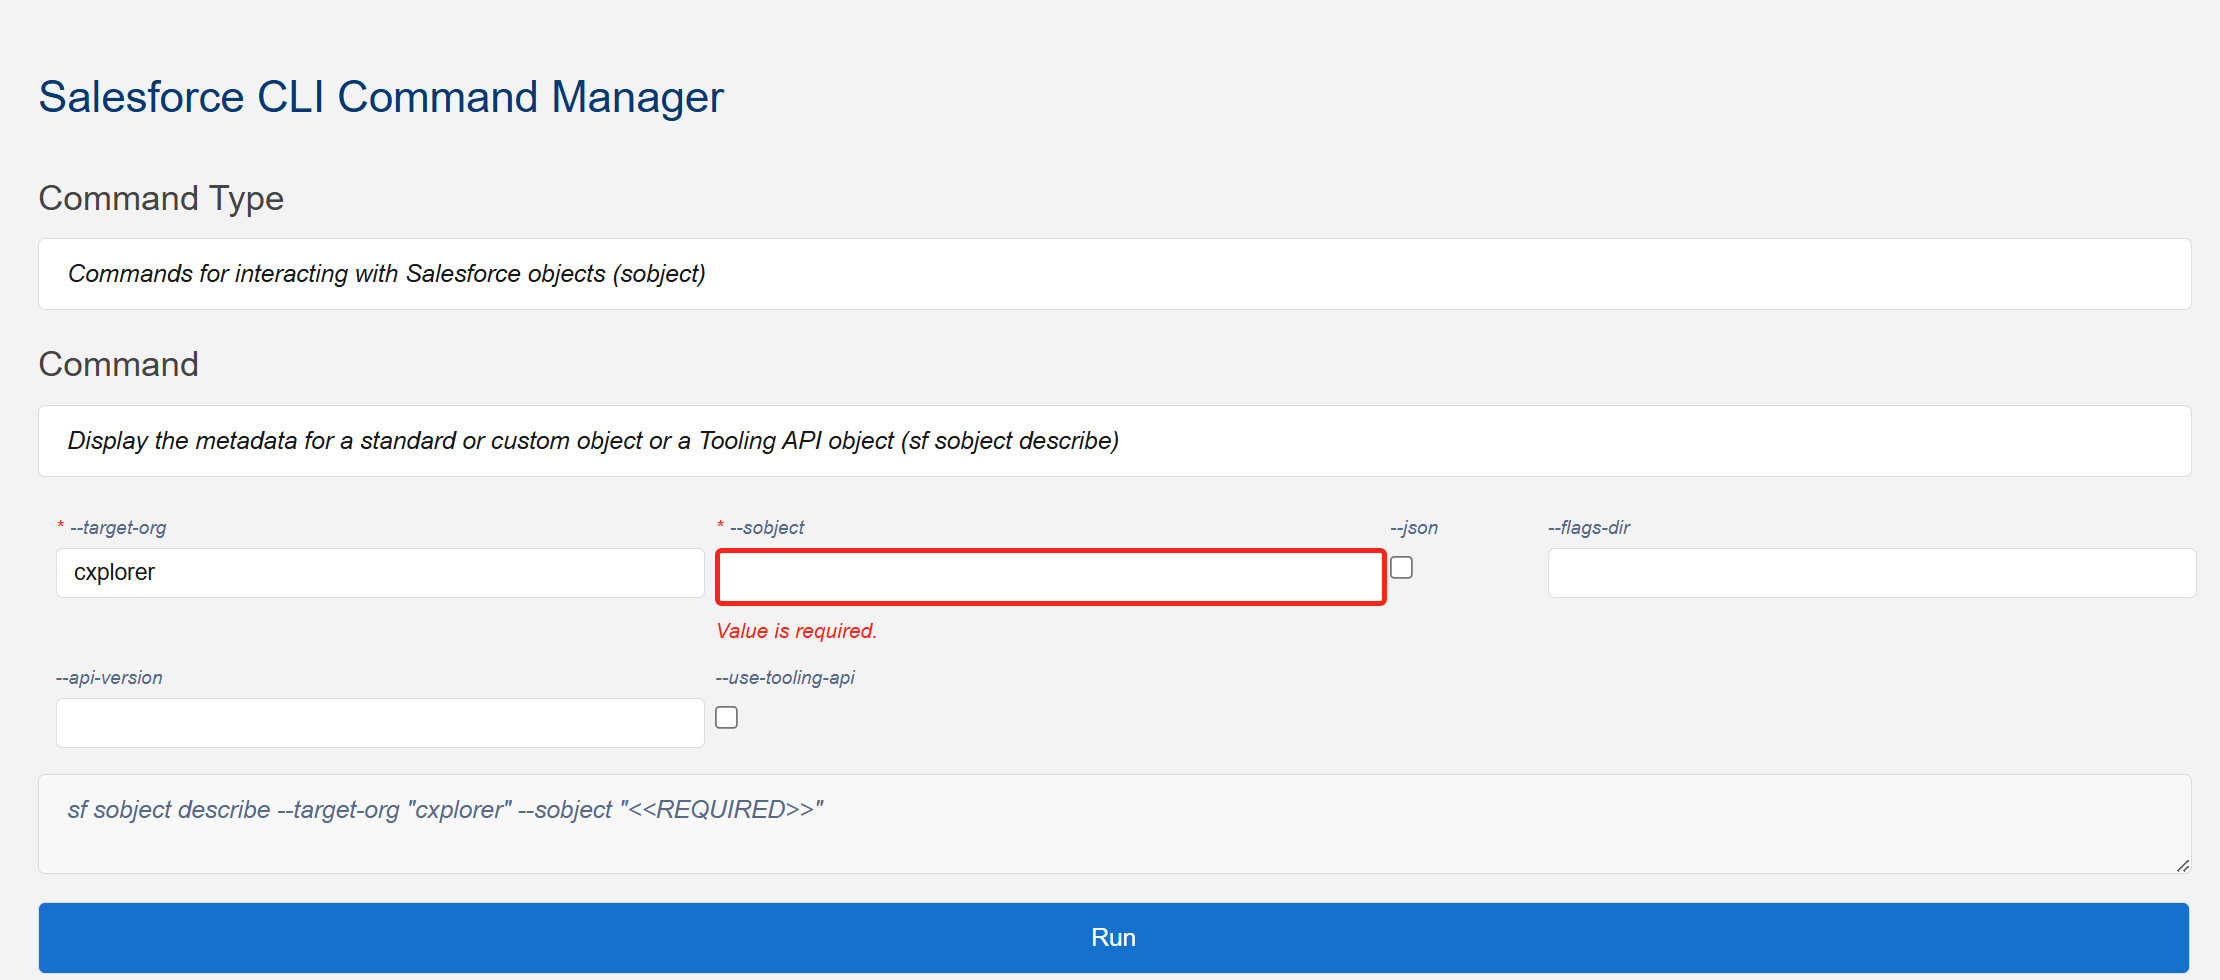 Salesforce CLI Command Manager
Command Type
Commands for interacting with Salesforce objects (sobject)
Command
Display the metadata for a standard or custom object or a Tooling API object (sf sobject describe)
* --target-org
* --sobject
--json
--flags-dir
cxplorer
Value is required.
--api-version
--use-tooling-api
sf sobject describe --target-org "cxplorer" --sobject "<<REQUIRED>>"
Run